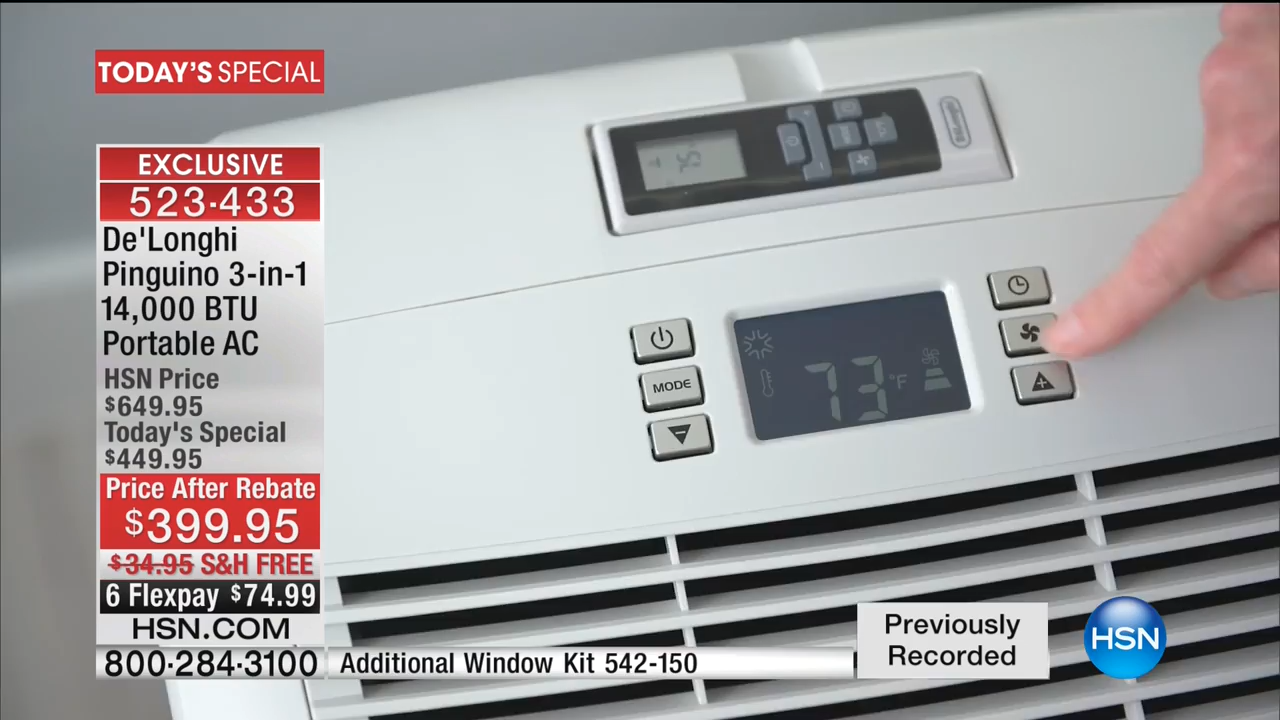 TODAY'S SPECIAL
EXCLUSIVE
523·433
De'Longhi
Pinguino 3-in-1
14,000 BTU
Portable AC
HSN Price
$649.95
Today's Special
$449.95
Price After Rebate
$399.95
$34.95 S&H FREE
6 Flexpay $74.99
HSN.COM
800·284·3100
Additional Window Kit 542-150
MODE
73 °F
Previously
Recorded
HSN